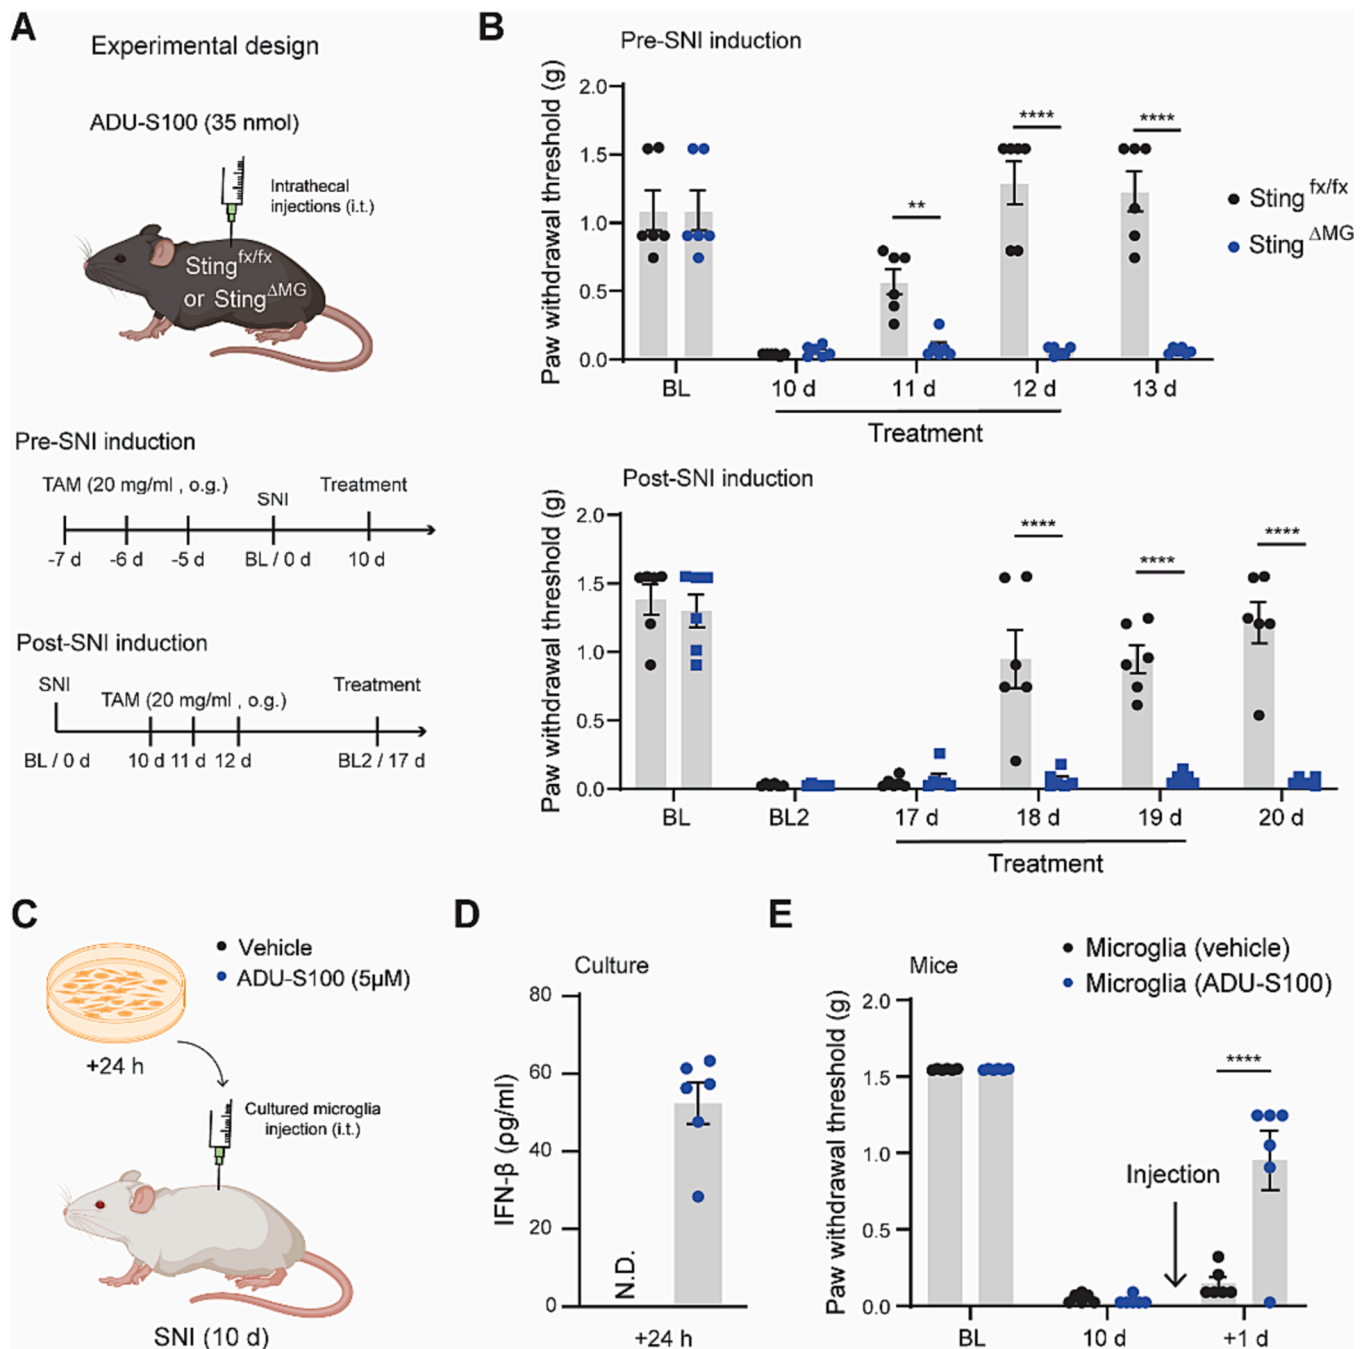 A
Experimental design
ADU-S100 (35 nmol)
Intrathecal
injections (i.t.)
Sting fx/fx
or Sting ΔMG
Pre-SNI induction
TAM (20 mg/ml , o.g.)
SNI
Treatment
-7 d
-6 d
-5 d
BL / 0 d
10 d
Post-SNI induction
SNI
TAM (20 mg/ml , o.g.)
Treatment
BL / 0 d
10 d
11 d
12 d
BL2 / 17 d
B
Pre-SNI induction
Paw withdrawal threshold (g)
2.0
1.5
1.0
0.5
0.0
**
****
****
BL
10 d
11 d
12 d
13 d
Treatment
Sting fx/fx
Sting ΔMG
Post-SNI induction
Paw withdrawal threshold (g)
2.0
1.5
1.0
0.5
0.0
****
****
****
BL
BL2
17 d
18 d
19 d
20 d
Treatment
C
Vehicle
ADU-S100 (5µM)
+24 h
Cultured microglia
injection (i.t.)
SNI (10 d)
D
Culture
IFN-β (ρg/ml)
80
60
40
20
0
N.D.
+24 h
E
Mice
Microglia (vehicle)
Microglia (ADU-S100)
Paw withdrawal threshold (g)
2.0
1.5
1.0
0.5
0.0
****
Injection
BL
10 d
+1 d